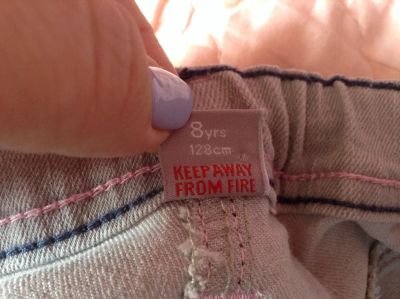 8yrs
128cm
KEEP AWAY
FROM FIRE